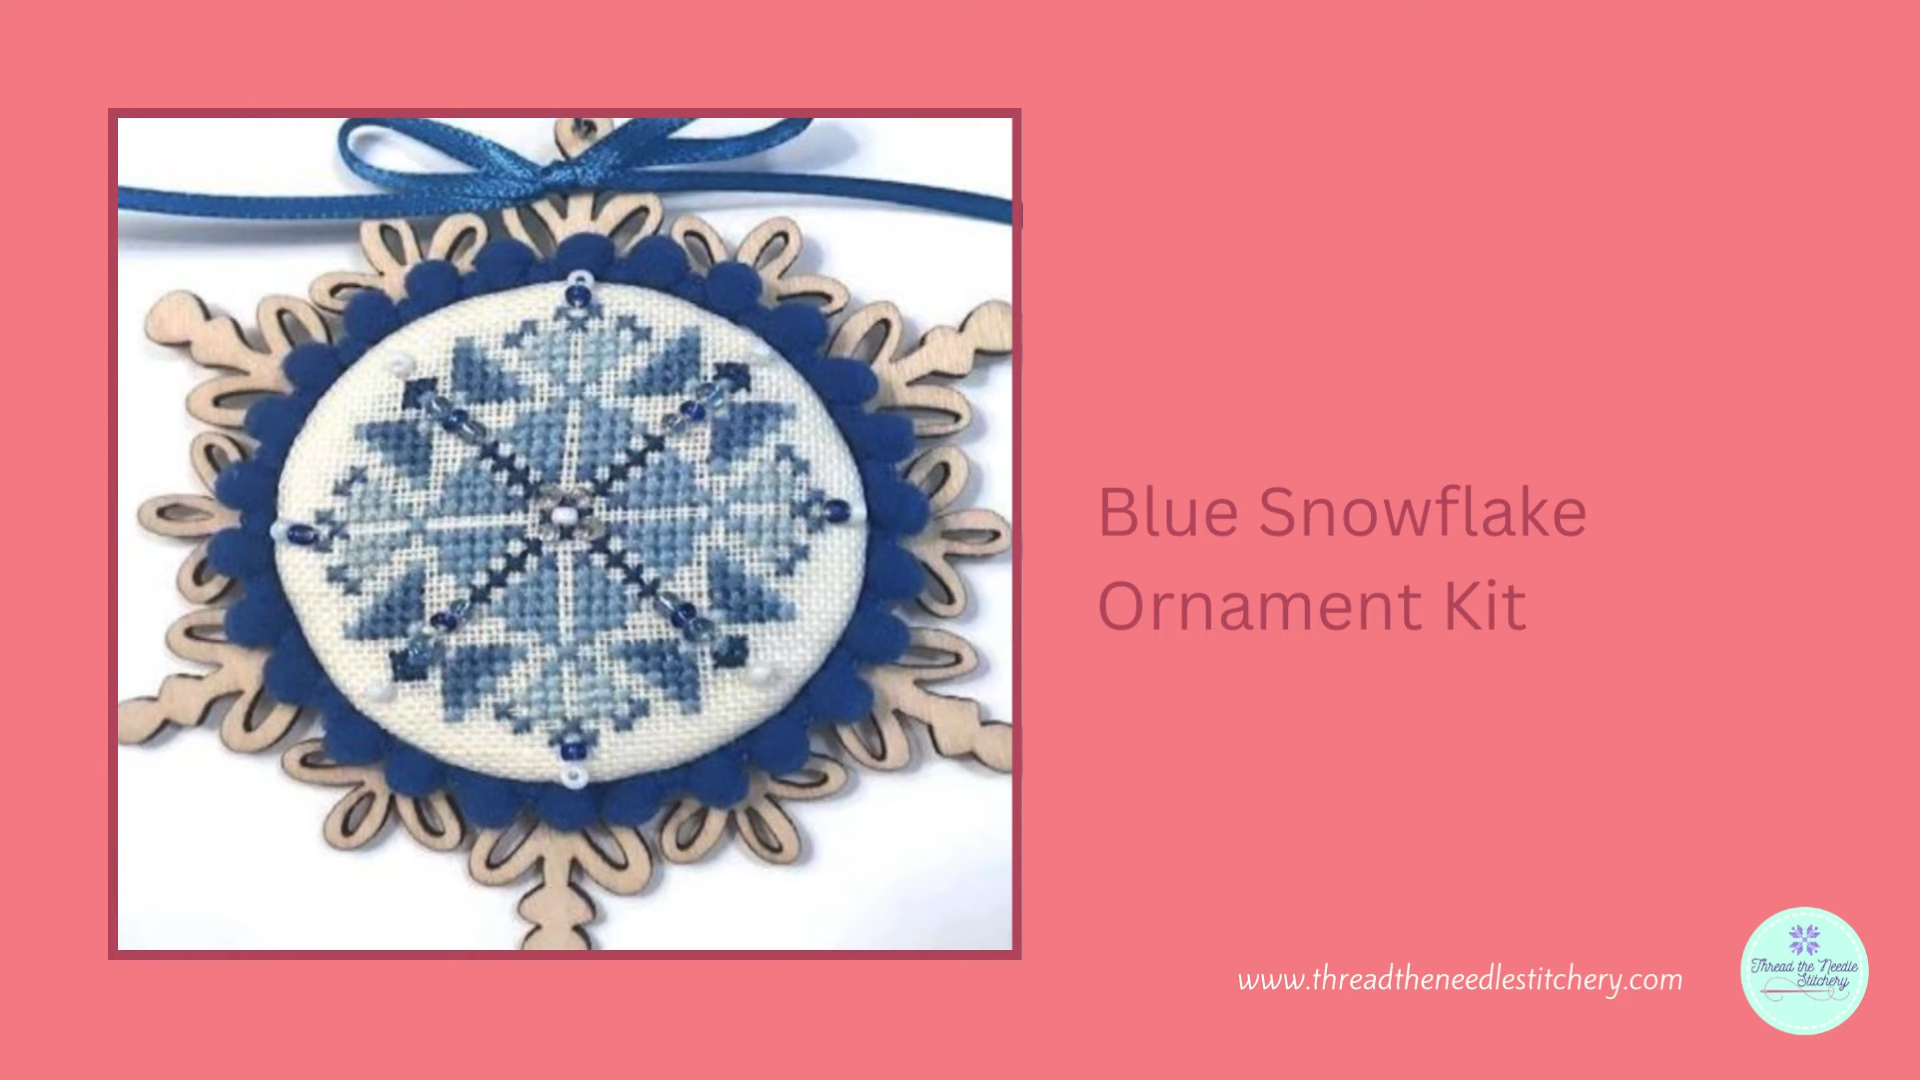 Blue Snowflake
Ornament Kit
www.threadtheneedlestitchery.com
Thread the Needle
Stitchery